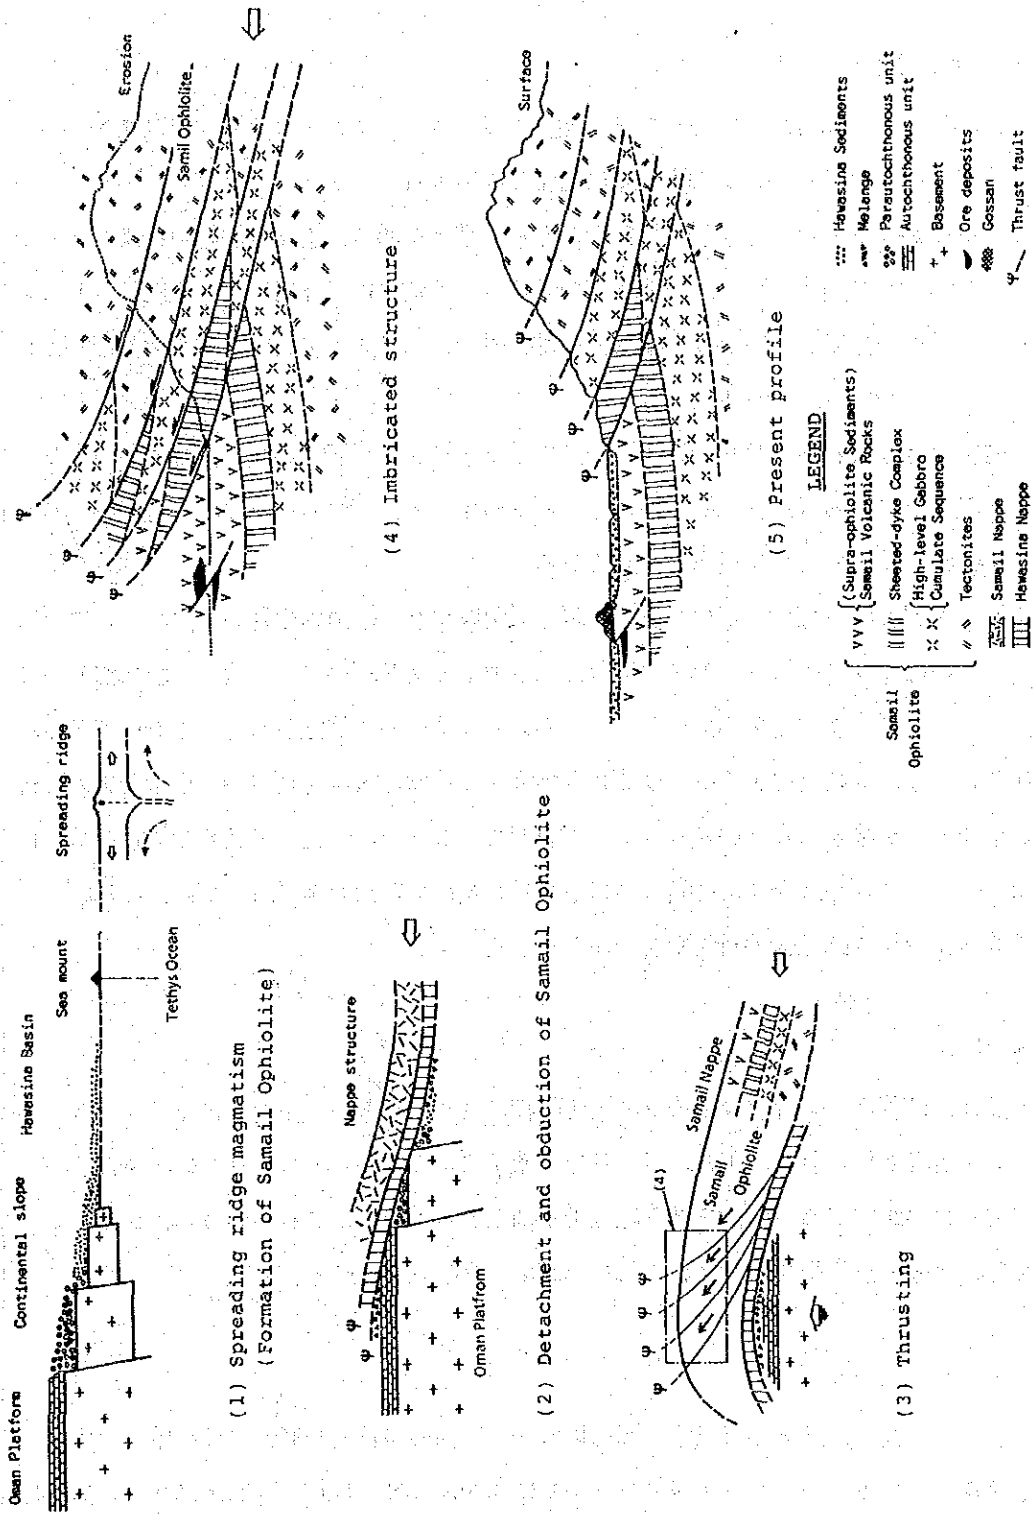 Oman Platform
Continental slope
Hawasina Basin
Sea mount
Spreading ridge
Tethys Ocean
(1) Spreading ridge magmatism
(Formation of Samail Ophiolite)
Nappe structure
φ
φ
Oman Platfrom
(2) Detachment and obduction of Samail Ophiolite
(4)
Samail Nappe
Samail
Ophiolite
φ
φ
φ
φ
φ
(3) Thrusting
Erosion
Samil Ophiolite
φ
φ
φ
φ
(4) Imbricated structure
Surface
φ
φ
φ
φ
(5) Present profile
LEGEND
Samail
Ophiolite
(Supra-ophiolite Sediments)
Samail Volcanic Rocks
Sheeted-dyke Complex
High-level Gabbro
Cumulate Sequence
Tectonites
Samail Nappe
Hawasina Nappe
Hawasina Sediments
Melange
Parautochthonous unit
Autochthonous unit
Basement
Ore deposits
Gossan
φ Thrust fault